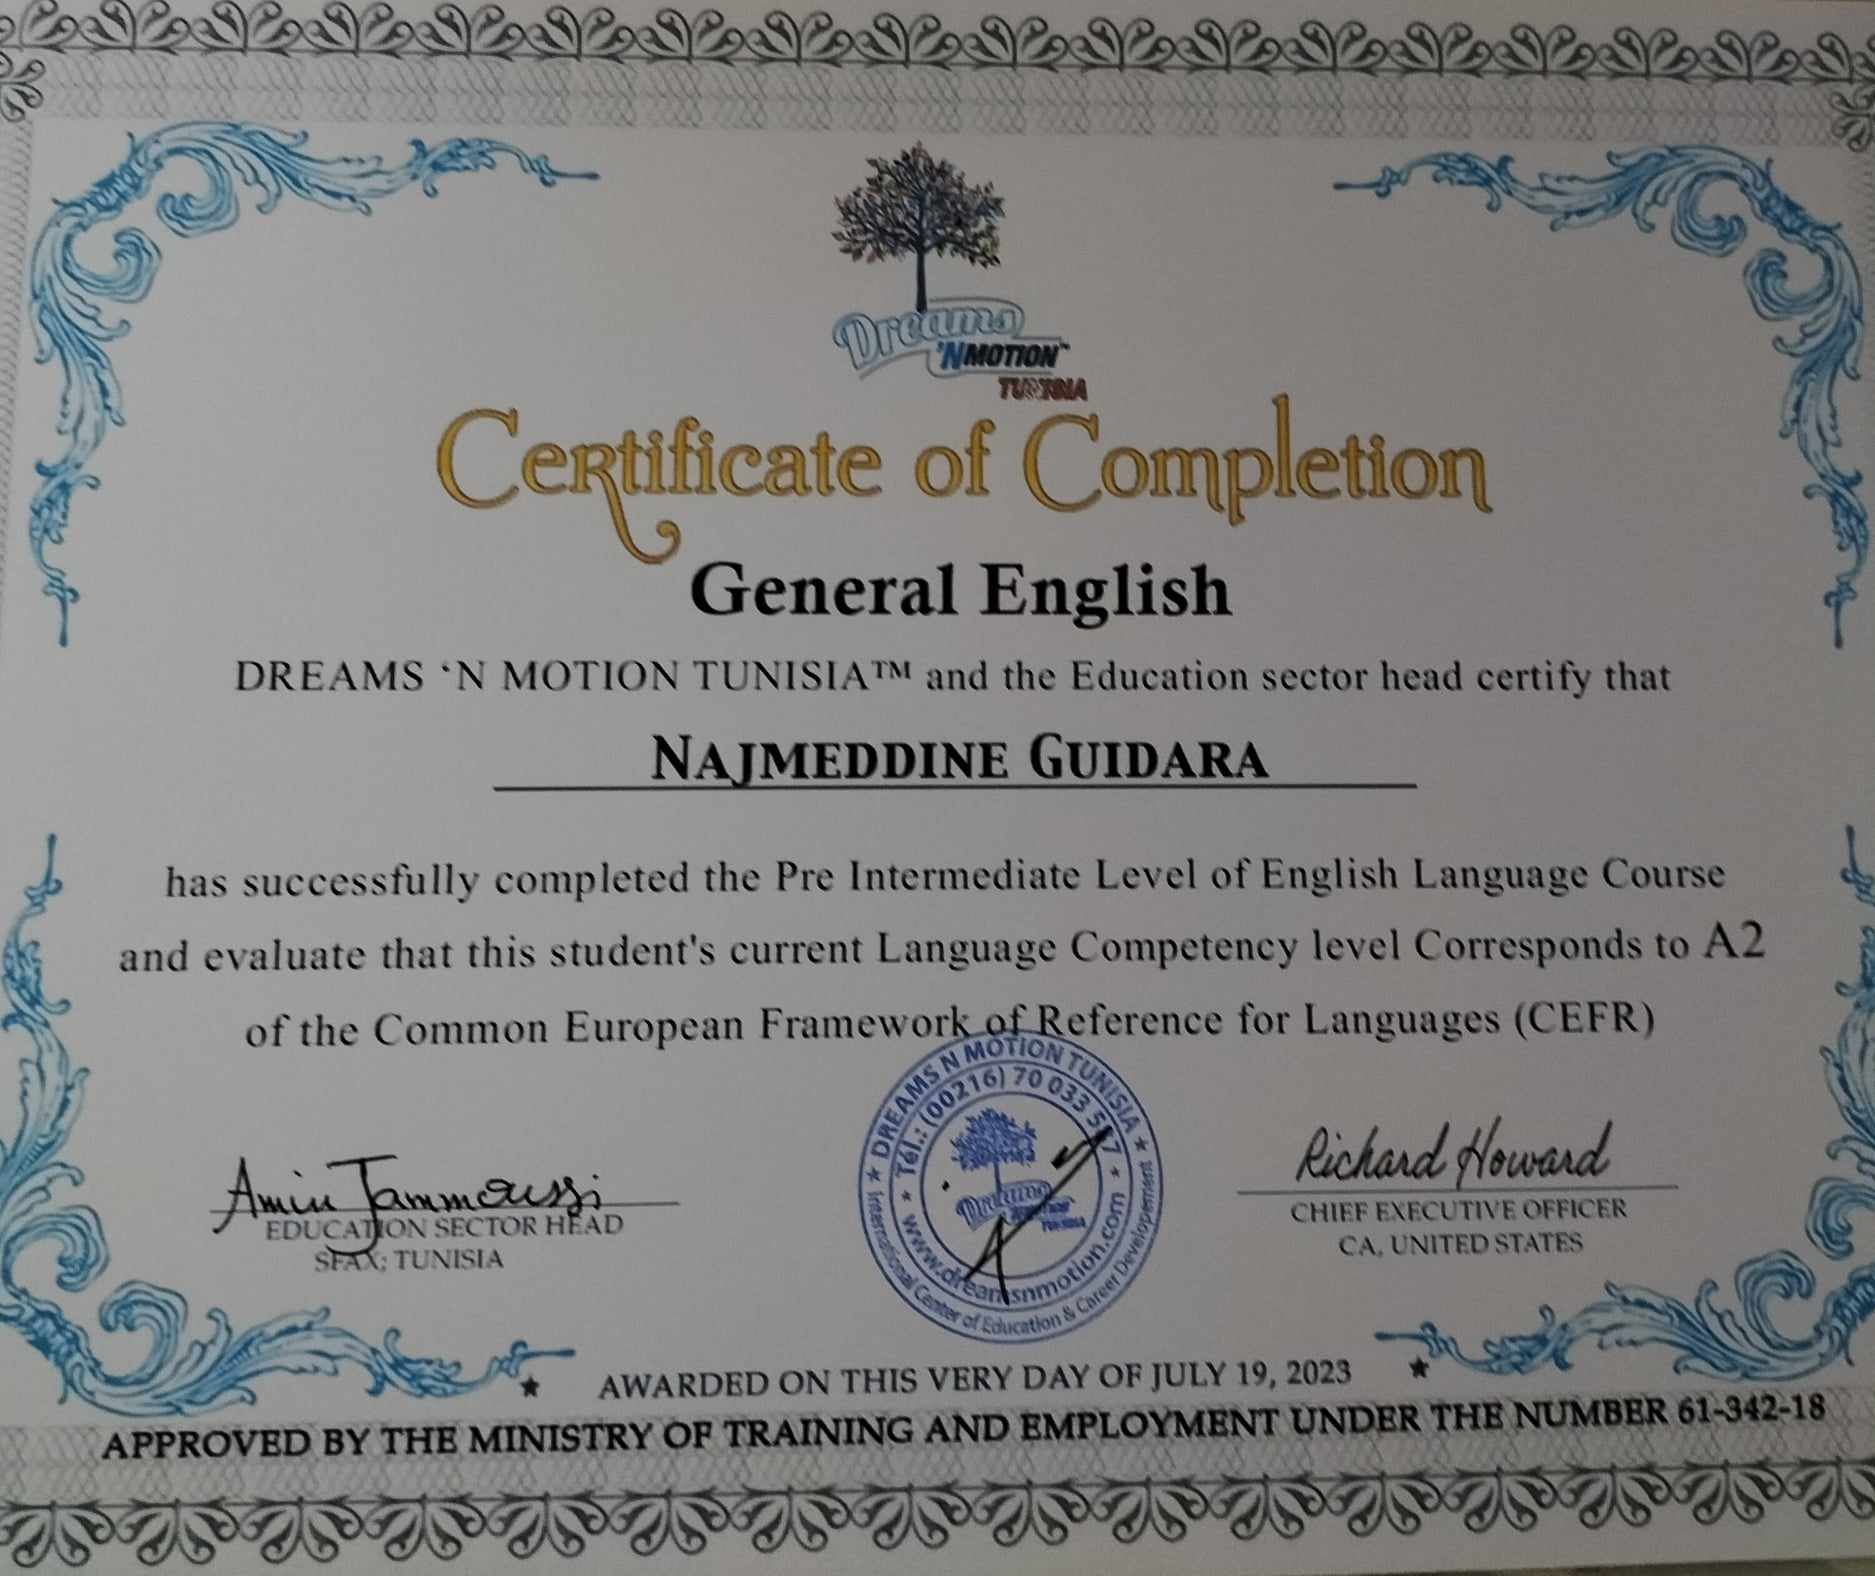 Dreams
'NMOTION™
TUNISIA
Certificate of Completion
General English
DREAMS ‘N MOTION TUNISIA™ and the Education sector head certify that
NAJMEDDINE GUIDARA
has successfully completed the Pre Intermediate Level of English Language Course
and evaluate that this student's current Language Competency level Corresponds to A2
of the Common European Framework of Reference for Languages (CEFR)
★ DREAMS N MOTION TUNISIA ★
★ Tél.: (00216) 70 033 ★
Dreams
TUNISIA
www.dreamsnmotion.com
International Center of Education & Career Development
Amin Jammoussi
EDUCATION SECTOR HEAD
SFAX; TUNISIA
Richard Howard
CHIEF EXECUTIVE OFFICER
CA, UNITED STATES
★ AWARDED ON THIS VERY DAY OF JULY 19, 2023 ★
APPROVED BY THE MINISTRY OF TRAINING AND EMPLOYMENT UNDER THE NUMBER 61-342-18